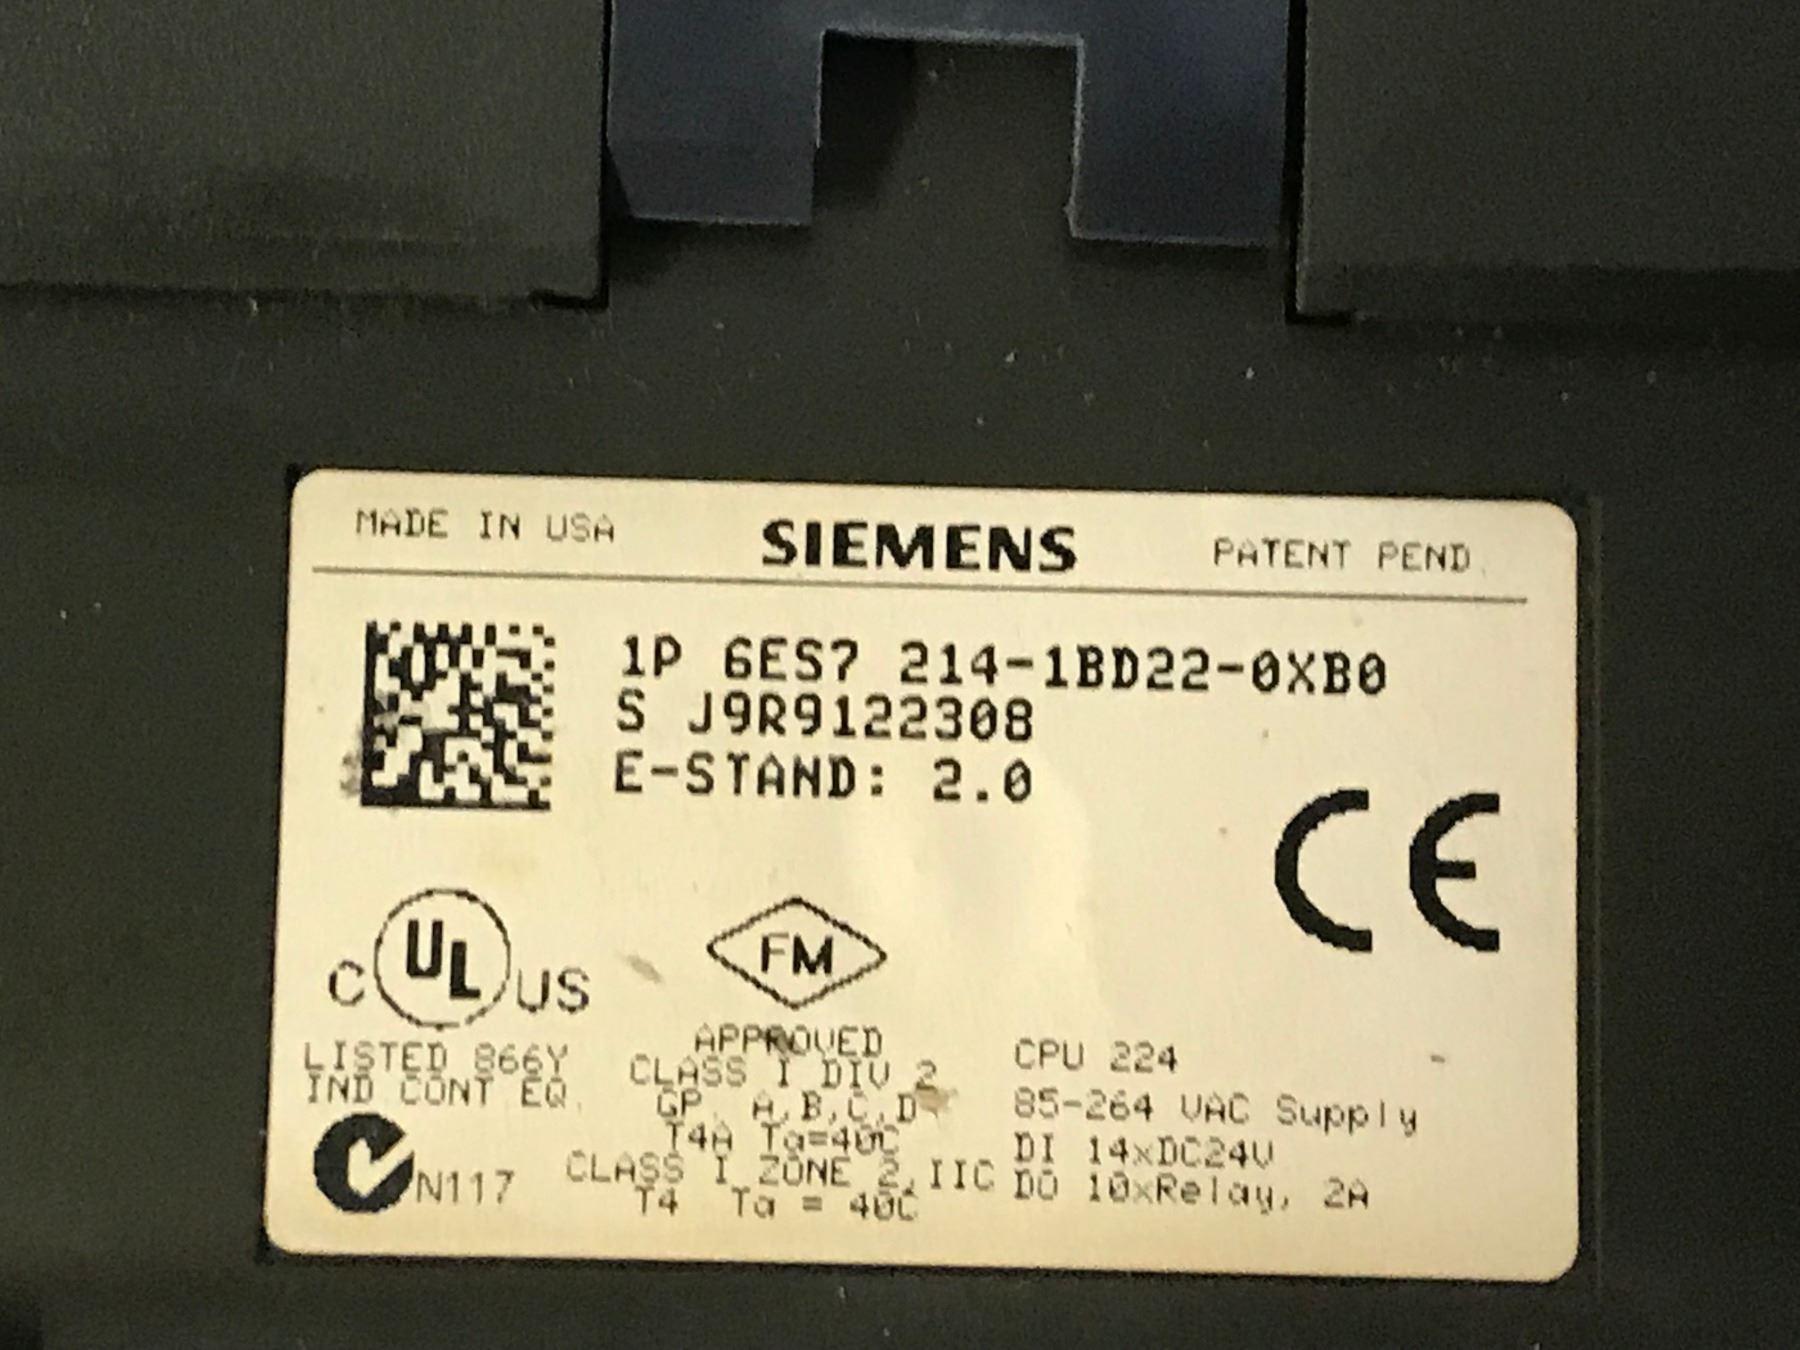 MADE IN USA SIEMENS PATENT PEND.
1P 6ES7 214-1BD22-0XB0
S J9R9122308
E-STAND: 2.0
CE
C UL US
FM
LISTED 866Y
IND CONT EQ.
N117
APPROVED
CLASS I DIV 2
GP. A,B,C,D
T4A Ta=40C
CLASS I ZONE 2,IIC
T4 Ta = 40C
CPU 224
85-264 VAC Supply
DI 14xDC24V
DO 10xRelay, 2A